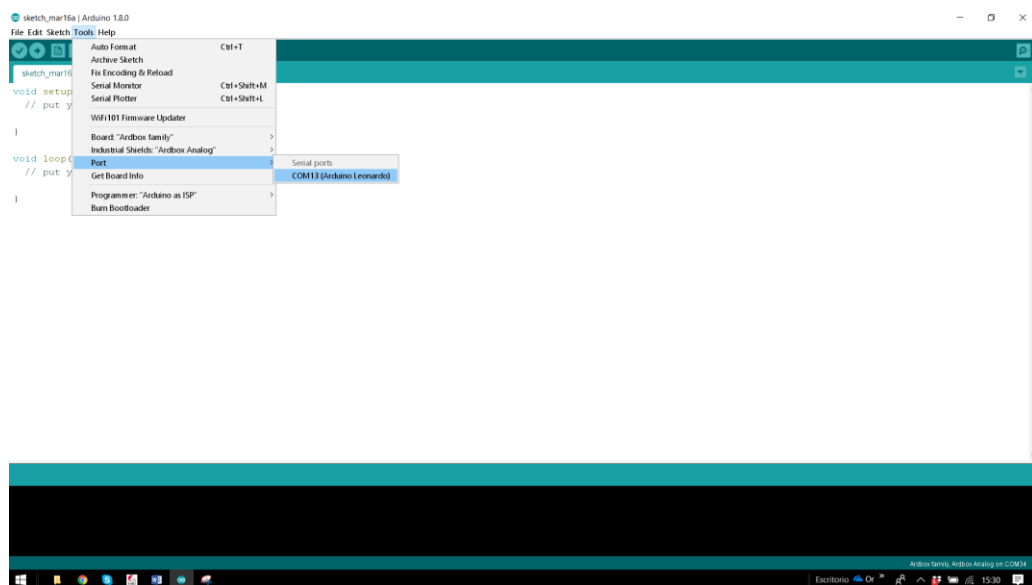 sketch_mar16a | Arduino 1.8.0
File Edit Sketch Tools Help
sketch_mar16
Auto Format Ctrl+T
Archive Sketch
Fix Encoding & Reload
Serial Monitor Ctrl+Shift+M
Serial Plotter Ctrl+Shift+L
WiFi101 Firmware Updater
Board: "Ardbox family"
Industrial Shields: "Ardbox Analog"
Port
Get Board Info
Programmer: "Arduino as ISP"
Burn Bootloader
Serial ports
COM13 (Arduino Leonardo)
void setup
// put y
}
void loop(
// put y
}
Ardbox family, Ardbox Analog on COM34
Escritorio Or » 15:30